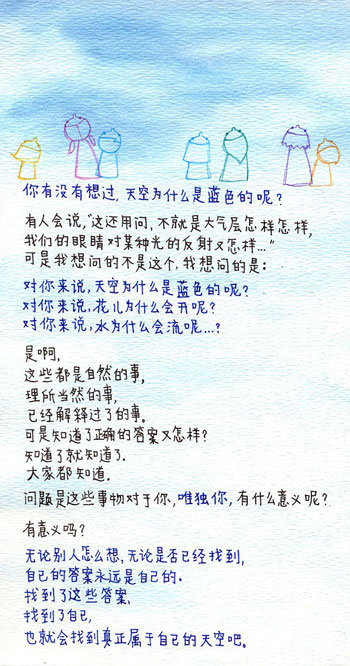 你有没有想过,天空为什么是蓝色的呢?
有人会说,"这还用问,不就是大气层怎样怎样,
我们的眼睛对某种光的反射又怎样…"
可是我想问的不是这个,我想问的是:
对你来说,天空为什么是蓝色的呢?
对你来说,花儿为什么会开呢?
对你来说,水为什么会流呢…?
是啊,
这些都是自然的事,
理所当然的事,
已经解释过了的事。
可是知道了正确的答案又怎样?
知道了就知道了.
大家都知道.
问题是这些事物对于你,唯独你,有什么意义呢?
有意义吗?
无论别人怎么想,无论是否已经找到,
自己的答案永远是自己的.
找到了这些答案,
找到了自己,
也就会找到真正属于自己的天空吧。